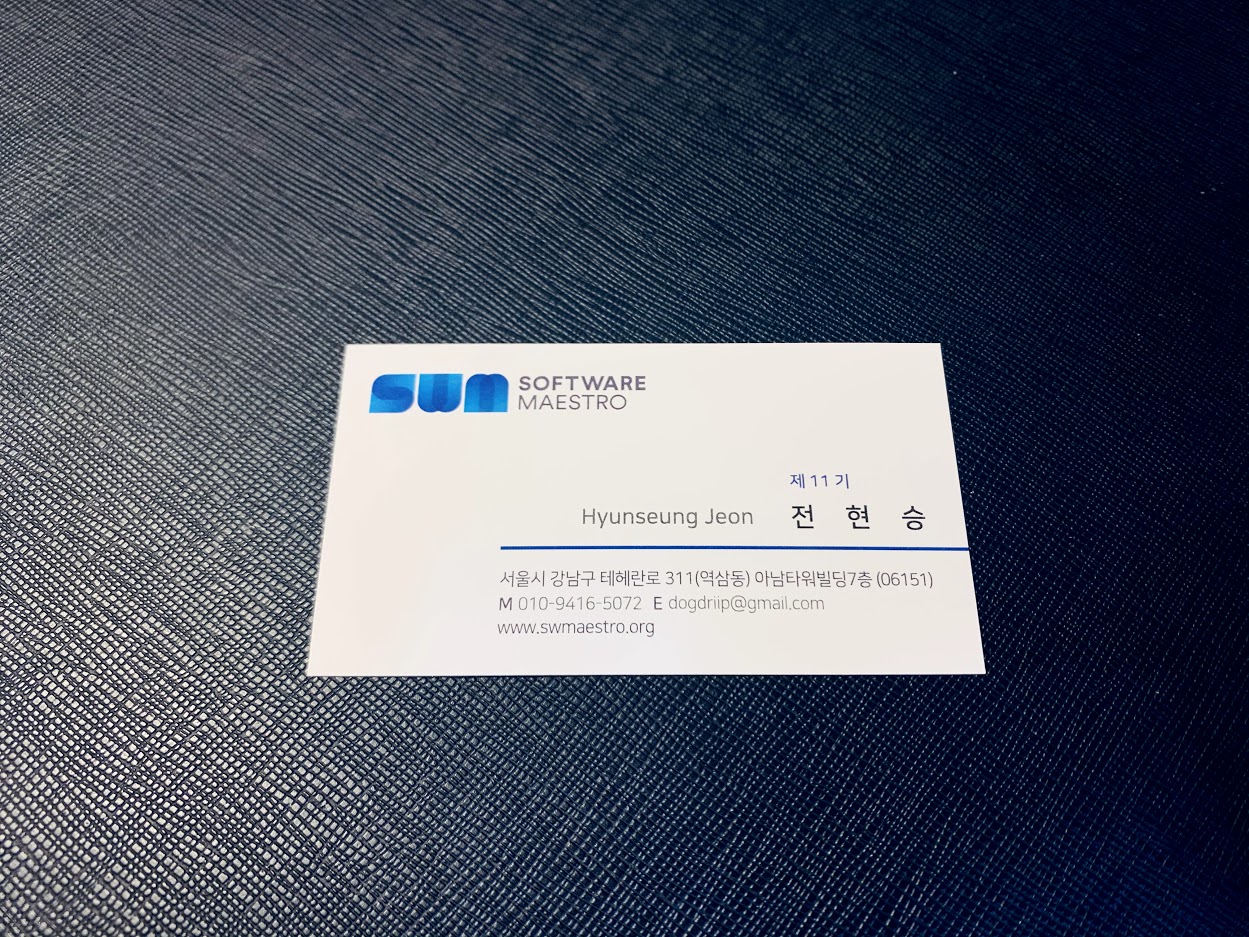 SWM SOFTWARE
MAESTRO
제 11 기
Hyunseung Jeon 전 현 승
서울시 강남구 테헤란로 311(역삼동) 아남타워빌딩7층 (06151)
M 010-9416-5072 E dogdriip@gmail.com
www.swmaestro.org